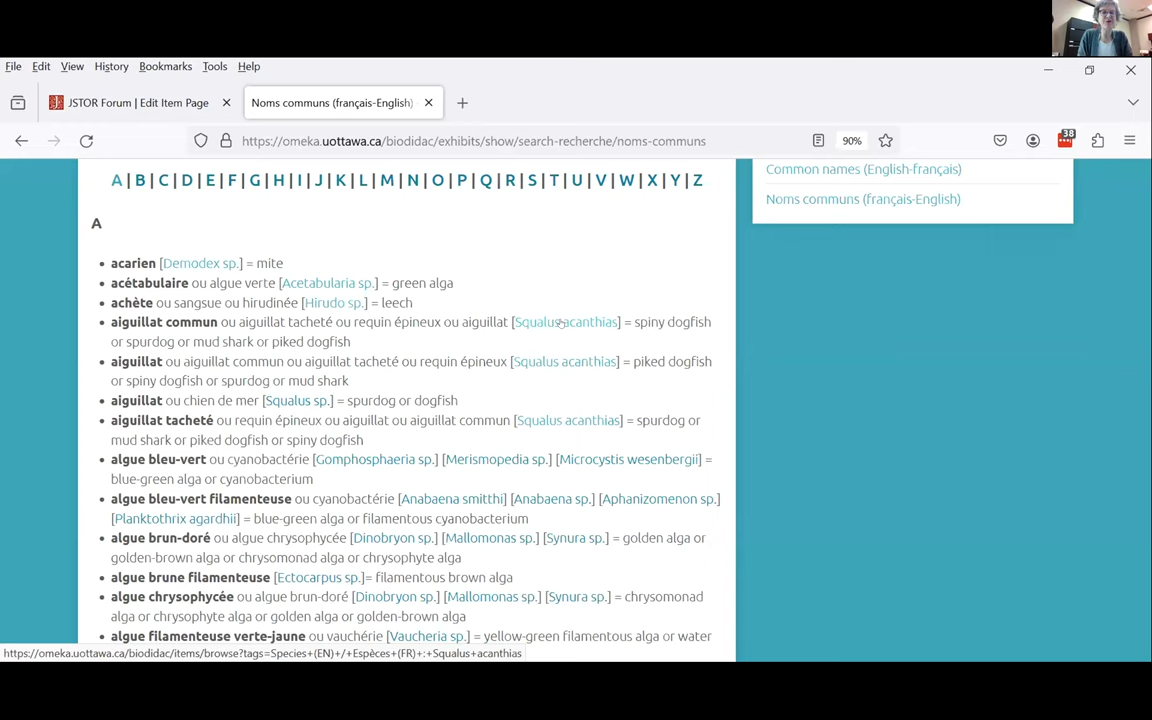 File Edit View History Bookmarks Tools Help
JSTOR Forum | Edit Item Page
Noms communs (français-English)
https://omeka.uottawa.ca/biodidac/exhibits/show/search-recherche/noms-communs
90%
38
A | B | C | D | E | F | G | H | I | J | K | L | M | N | O | P | Q | R | S | T | U | V | W | X | Y | Z
Common names (English-français)
Noms communs (français-English)
A
• acarien [Demodex sp.] = mite
• acétabulaire ou algue verte [Acetabularia sp.] = green alga
• achète ou sangsue ou hirudinée [Hirudo sp.] = leech
• aiguillat commun ou aiguillat tacheté ou requin épineux ou aiguillat [Squalus acanthias] = spiny dogfish
or spurdog or mud shark or piked dogfish
• aiguillat ou aiguillat commun ou aiguillat tacheté ou requin épineux [Squalus acanthias] = piked dogfish
or spiny dogfish or spurdog or mud shark
• aiguillat ou chien de mer [Squalus sp.] = spurdog or dogfish
• aiguillat tacheté ou requin épineux ou aiguillat ou aiguillat commun [Squalus acanthias] = spurdog or
mud shark or piked dogfish or spiny dogfish
• algue bleu-vert ou cyanobactérie [Gomphosphaeria sp.] [Merismopedia sp.] [Microcystis wesenbergii] =
blue-green alga or cyanobacterium
• algue bleu-vert filamenteuse ou cyanobactérie [Anabaena smitthi] [Anabaena sp.] [Aphanizomenon sp.]
[Planktothrix agardhii] = blue-green alga or filamentous cyanobacterium
• algue brun-doré ou algue chrysophycée [Dinobryon sp.] [Mallomonas sp.] [Synura sp.] = golden alga or
golden-brown alga or chrysomonad alga or chrysophyte alga
• algue brune filamenteuse [Ectocarpus sp.]= filamentous brown alga
• algue chrysophycée ou algue brun-doré [Dinobryon sp.] [Mallomonas sp.] [Synura sp.] = chrysomonad
alga or chrysophyte alga or golden alga or golden-brown alga
• algue filamenteuse verte-jaune ou vauchérie [Vaucheria sp.] = yellow-green filamentous alga or water
https://omeka.uottawa.ca/biodidac/items/browse?tags=Species+(EN)+/+Espèces+(FR)+:+Squalus+acanthias